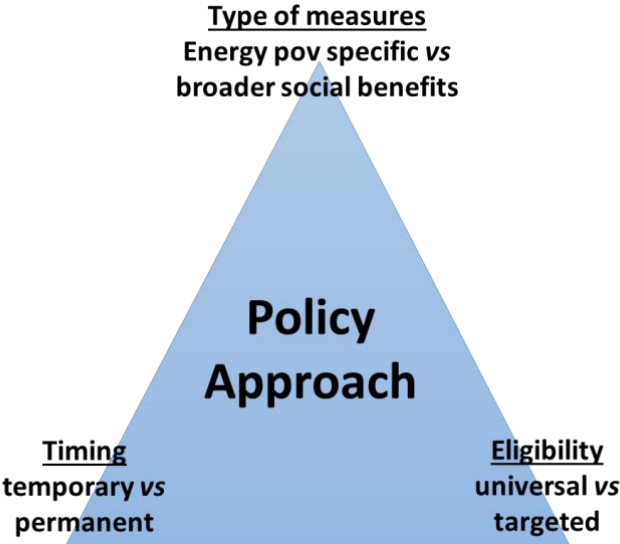 Type of measures
Energy pov specific vs
broader social benefits
Policy
Approach
Timing
temporary vs
permanent
Eligibility
universal vs
targeted